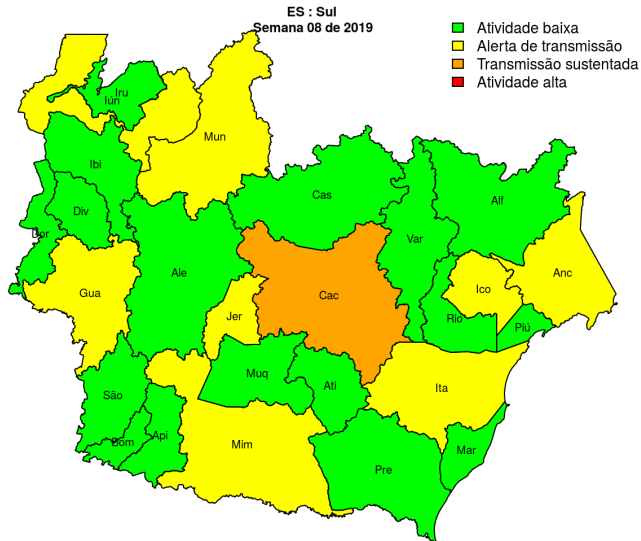 ES : Sul
Semana 08 de 2019
Atividade baixa
Alerta de transmissão
Transmissão sustentada
Atividade alta
Iru
Iún
Mun
Ibi
Cas
Div
Alf
Dor
Var
Ale
Anc
Gua
Ico
Cac
Jer
Rio
Piú
Muq
Ati
Ita
São
Api
Bom
Mim
Mar
Pre